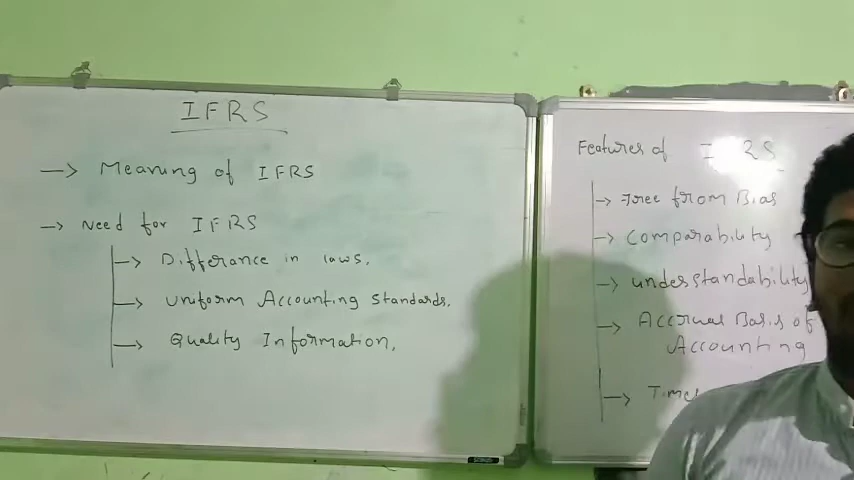 IFRS
→ Meaning of IFRS
→ Need for IFRS
→ Differance in laws.
→ Uniform Accounting Standards.
→ Quality Information.
Features of IFRS
→ Free from Bias
→ Comparability
→ understandability
→ Accrual Basis of
Accounting
→